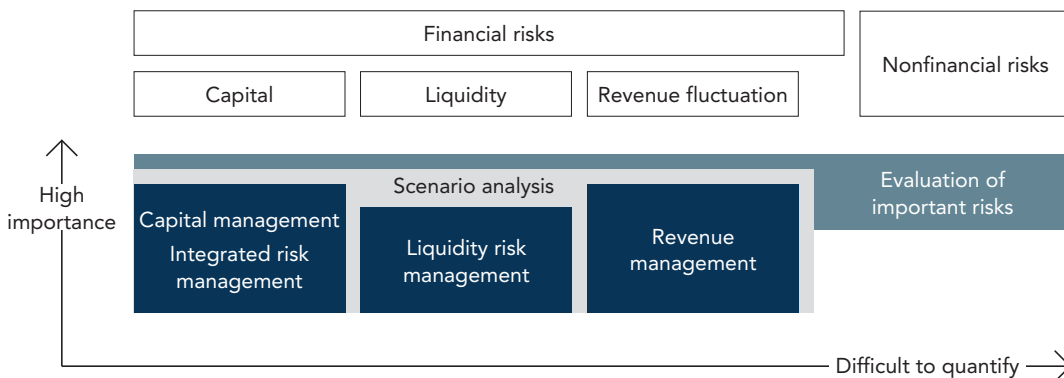 Financial risks
Nonfinancial risks
Capital
Liquidity
Revenue fluctuation
High
importance
Scenario analysis
Evaluation of
important risks
Capital management
Integrated risk
management
Liquidity risk
management
Revenue
management
Difficult to quantify